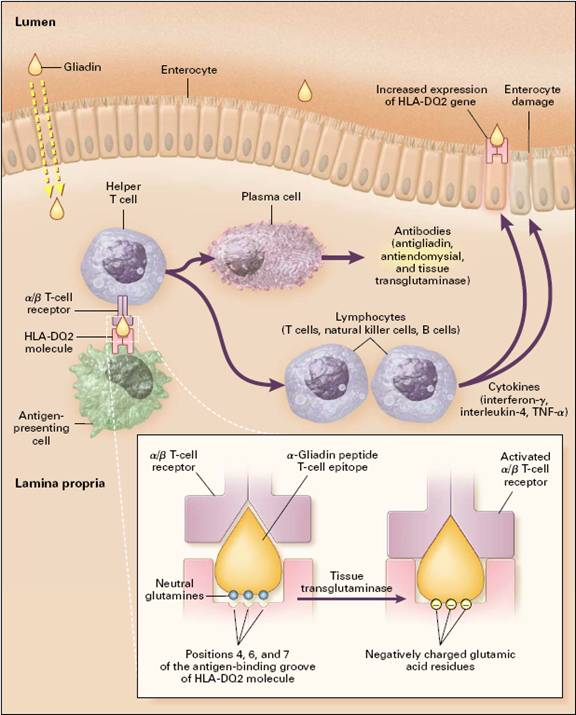 Lumen
Gliadin
Enterocyte
Increased expression
of HLA-DQ2 gene
Enterocyte
damage
Helper
T cell
Plasma cell
Antibodies
(antigliadin,
antiendomysial,
and tissue
transglutaminase)
α/β T-cell
receptor
HLA-DQ2
molecule
Lymphocytes
(T cells, natural killer cells, B cells)
Cytokines
(interferon-γ,
interleukin-4, TNF-α)
Antigen-
presenting
cell
Lamina propria
α/β T-cell
receptor
α-Gliadin peptide
T-cell epitope
Activated
α/β T-cell
receptor
Neutral
glutamines
Tissue
transglutaminase
Positions 4, 6, and 7
of the antigen-binding groove
of HLA-DQ2 molecule
Negatively charged glutamic
acid residues